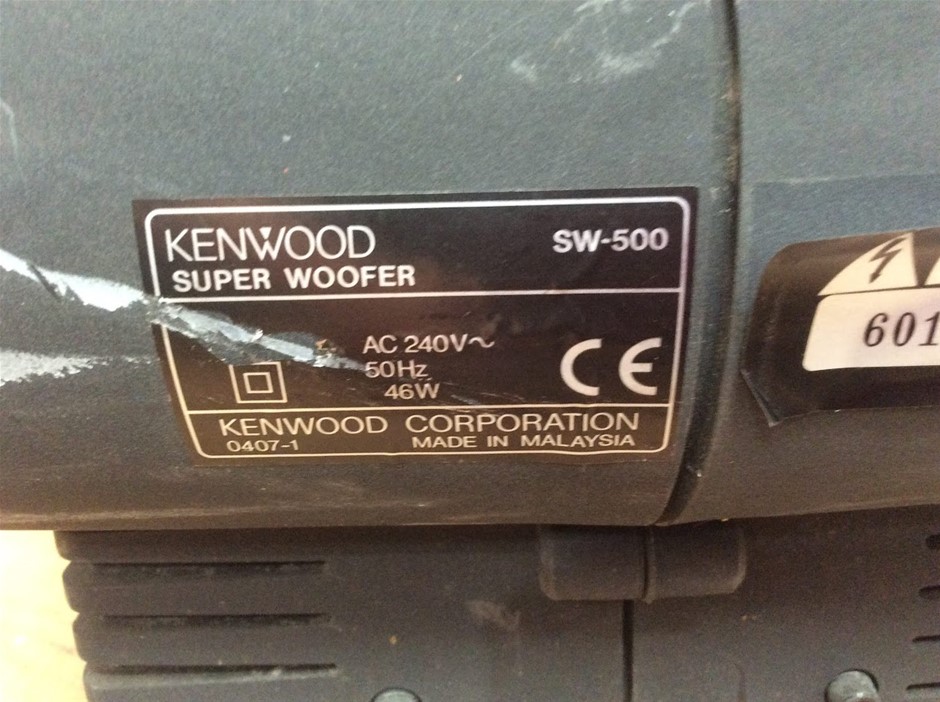 KENWOOD
SW-500
SUPER WOOFER
AC 240V~
50Hz
46W
CE
KENWOOD CORPORATION
0407-1
MADE IN MALAYSIA
601